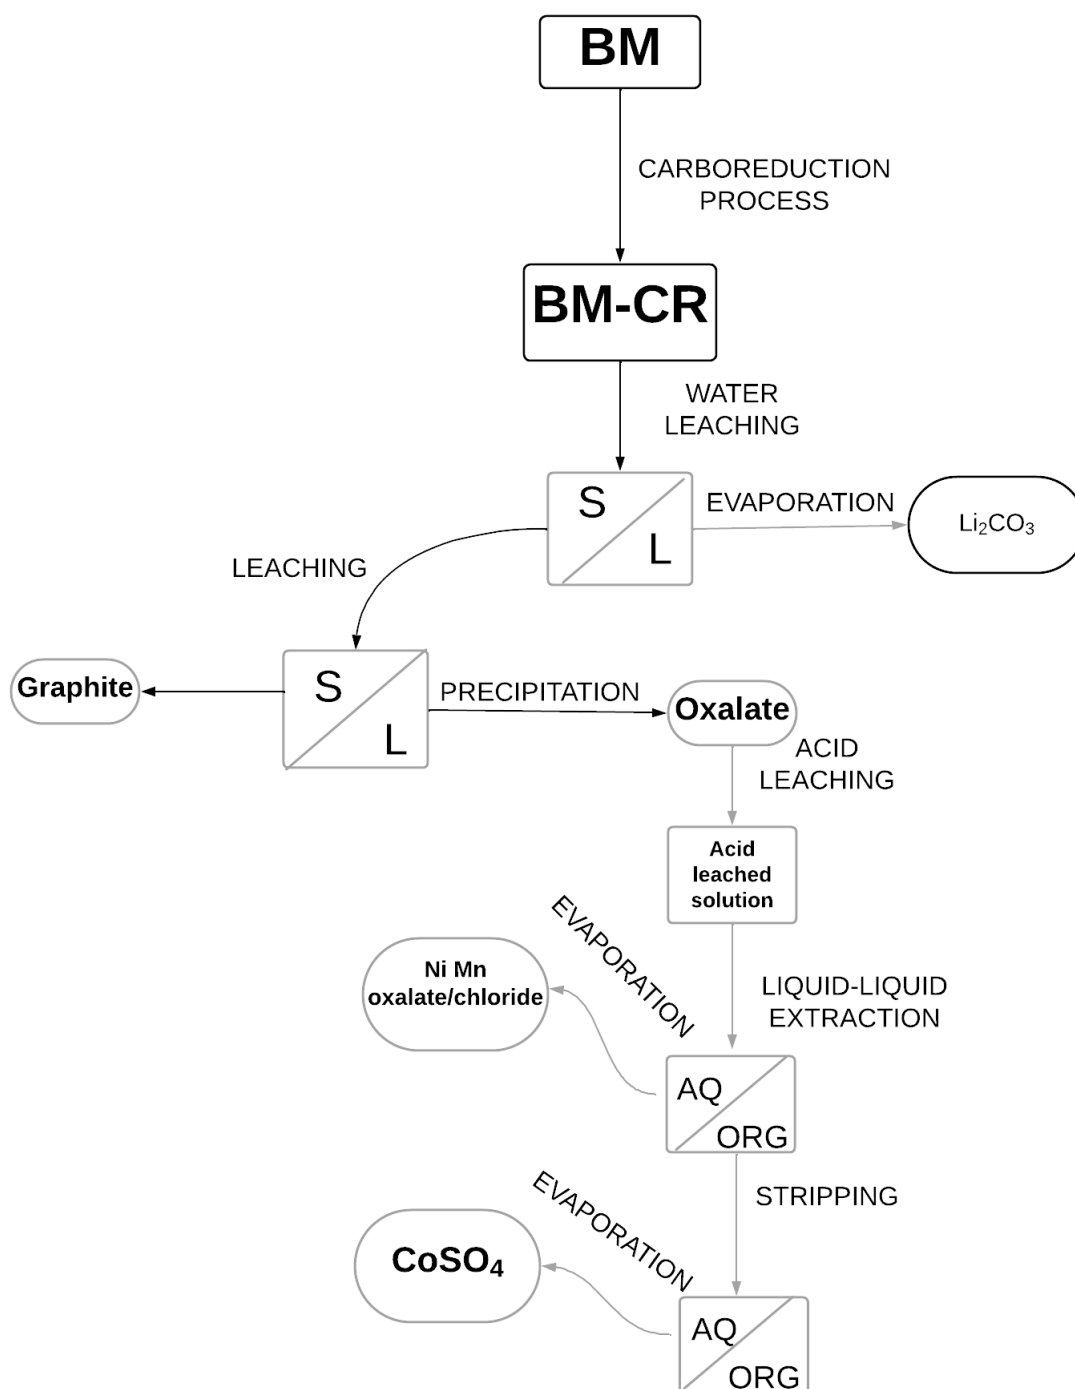 BM
CARBOREDUCTION
PROCESS
BM-CR
WATER
LEACHING
S
L
EVAPORATION
Li₂CO₃
LEACHING
S
L
Graphite
PRECIPITATION
Oxalate
ACID
LEACHING
Acid
leached
solution
EVAPORATION
Ni Mn
oxalate/chloride
LIQUID-LIQUID
EXTRACTION
AQ
ORG
EVAPORATION
STRIPPING
CoSO₄
AQ
ORG